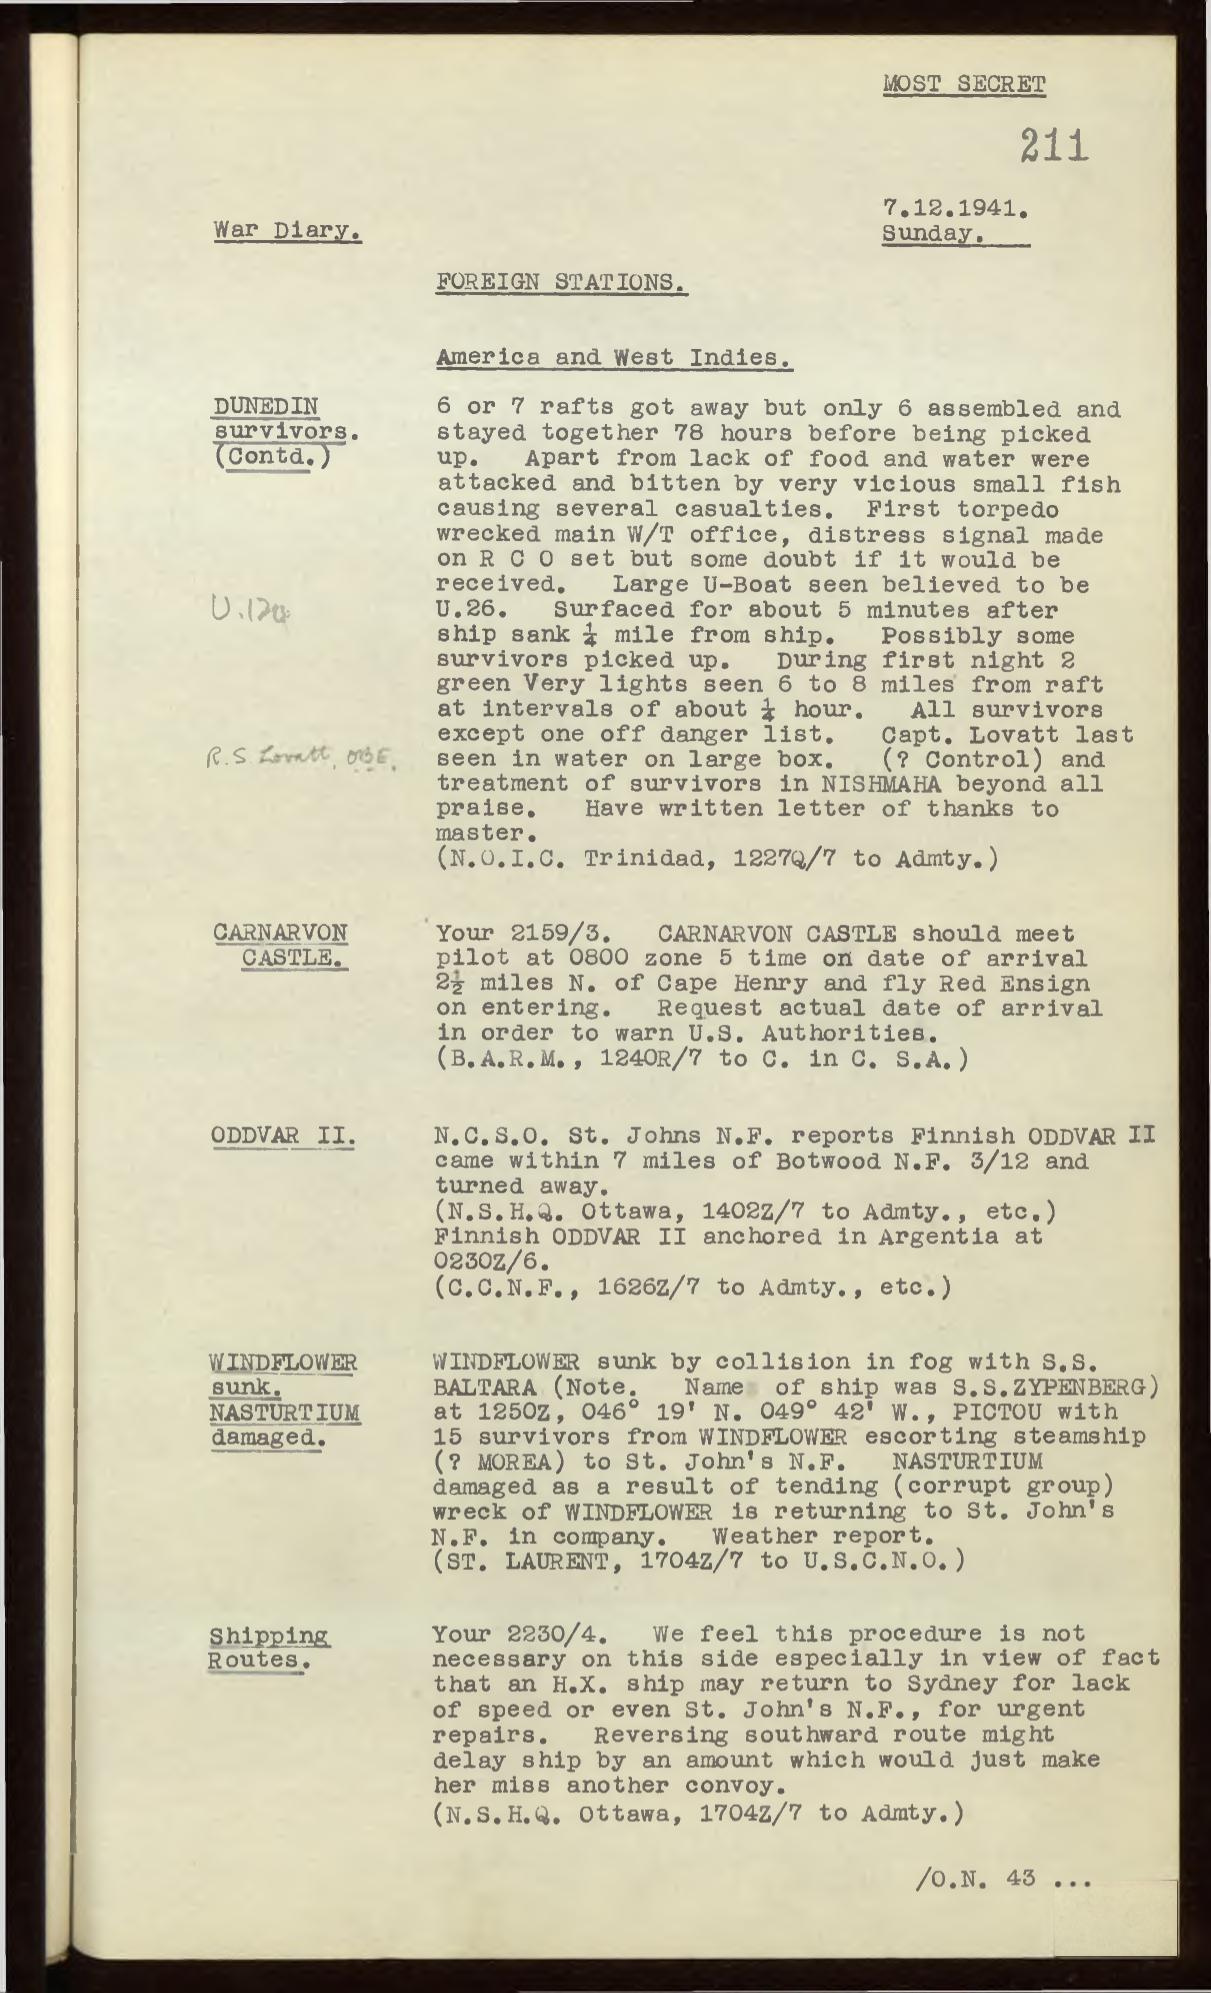 MOST SECRET
211
7.12.1941.
War Diary.
Sunday.
FOREIGN STATIONS.
America and West Indies.
DUNEDIN
survivors.
(Contd.)
6 or 7 rafts got away but only 6 assembled and
stayed together 78 hours before being picked
up. Apart from lack of food and water were
attacked and bitten by very vicious small fish
causing several casualties. First torpedo
wrecked main W/T office, distress signal made
on R C O set but some doubt if it would be
received. Large U-Boat seen believed to be
U.26. Surfaced for about 5 minutes after
ship sank ¼ mile from ship. Possibly some
survivors picked up. During first night 2
green Very lights seen 6 to 8 miles from raft
at intervals of about ¼ hour. All survivors
except one off danger list. Capt. Lovatt last
seen in water on large box. (? Control) and
treatment of survivors in NISHMAHA beyond all
praise. Have written letter of thanks to
master.
(N.O.I.C. Trinidad, 1227Q/7 to Admty.)
R.S. Lovatt, OBE.
CARNARVON
CASTLE.
Your 2159/3. CARNARVON CASTLE should meet
pilot at 0800 zone 5 time on date of arrival
2½ miles N. of Cape Henry and fly Red Ensign
on entering. Request actual date of arrival
in order to warn U.S. Authorities.
(B.A.R.M., 1240R/7 to C. in C. S.A.)
ODDVAR II.
N.C.S.O. St. Johns N.F. reports Finnish ODDVAR II
came within 7 miles of Botwood N.F. 3/12 and
turned away.
(N.S.H.Q. Ottawa, 1402Z/7 to Admty., etc.)
Finnish ODDVAR II anchored in Argentia at
0230Z/6.
(C.C.N.F., 1626Z/7 to Admty., etc.)
WINDFLOWER
sunk.
NASTURTIUM
damaged.
WINDFLOWER sunk by collision in fog with S.S.
BALTARA (Note. Name of ship was S.S.ZYPENBERG)
at 1250Z, 046° 19' N. 049° 42' W., PICTOU with
15 survivors from WINDFLOWER escorting steamship
(? MOREA) to St. John's N.F. NASTURTIUM
damaged as a result of tending (corrupt group)
wreck of WINDFLOWER is returning to St. John's
N.F. in company. Weather report.
(ST. LAURENT, 1704Z/7 to U.S.C.N.O.)
Shipping
Routes.
Your 2230/4. We feel this procedure is not
necessary on this side especially in view of fact
that an H.X. ship may return to Sydney for lack
of speed or even St. John's N.F., for urgent
repairs. Reversing southward route might
delay ship by an amount which would just make
her miss another convoy.
(N.S.H.Q. Ottawa, 1704Z/7 to Admty.)
/O.N. 43 ...